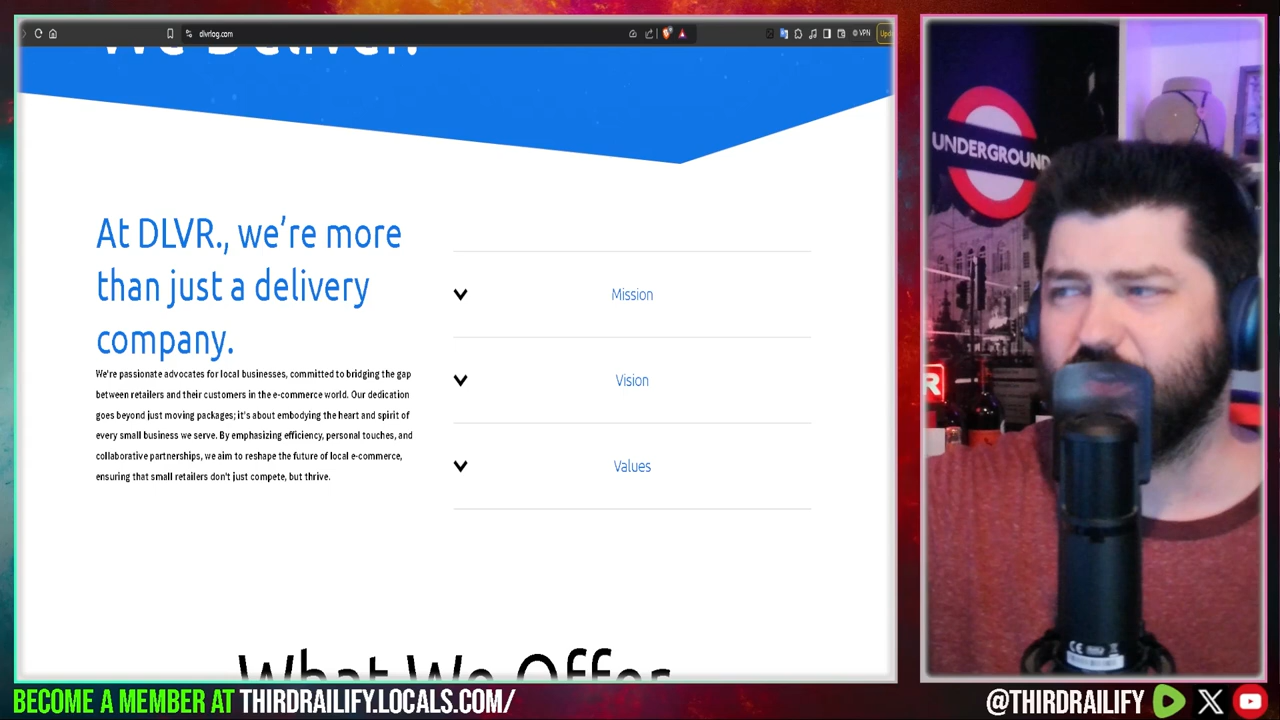 dlvrlog.com
VPN
We Deliver.
At DLVR., we're more
than just a delivery
company.
We're passionate advocates for local businesses, committed to bridging the gap
between retailers and their customers in the e-commerce world. Our dedication
goes beyond just moving packages; it's about embodying the heart and spirit of
every small business we serve. By emphasizing efficiency, personal touches, and
collaborative partnerships, we aim to reshape the future of local e-commerce,
ensuring that small retailers don't just compete, but thrive.
Mission
Vision
Values
What We Offer
UNDERGROUND
R
CE
BECOME A MEMBER AT THIRDRAILIFY.LOCALS.COM/
@THIRDRAILIFY